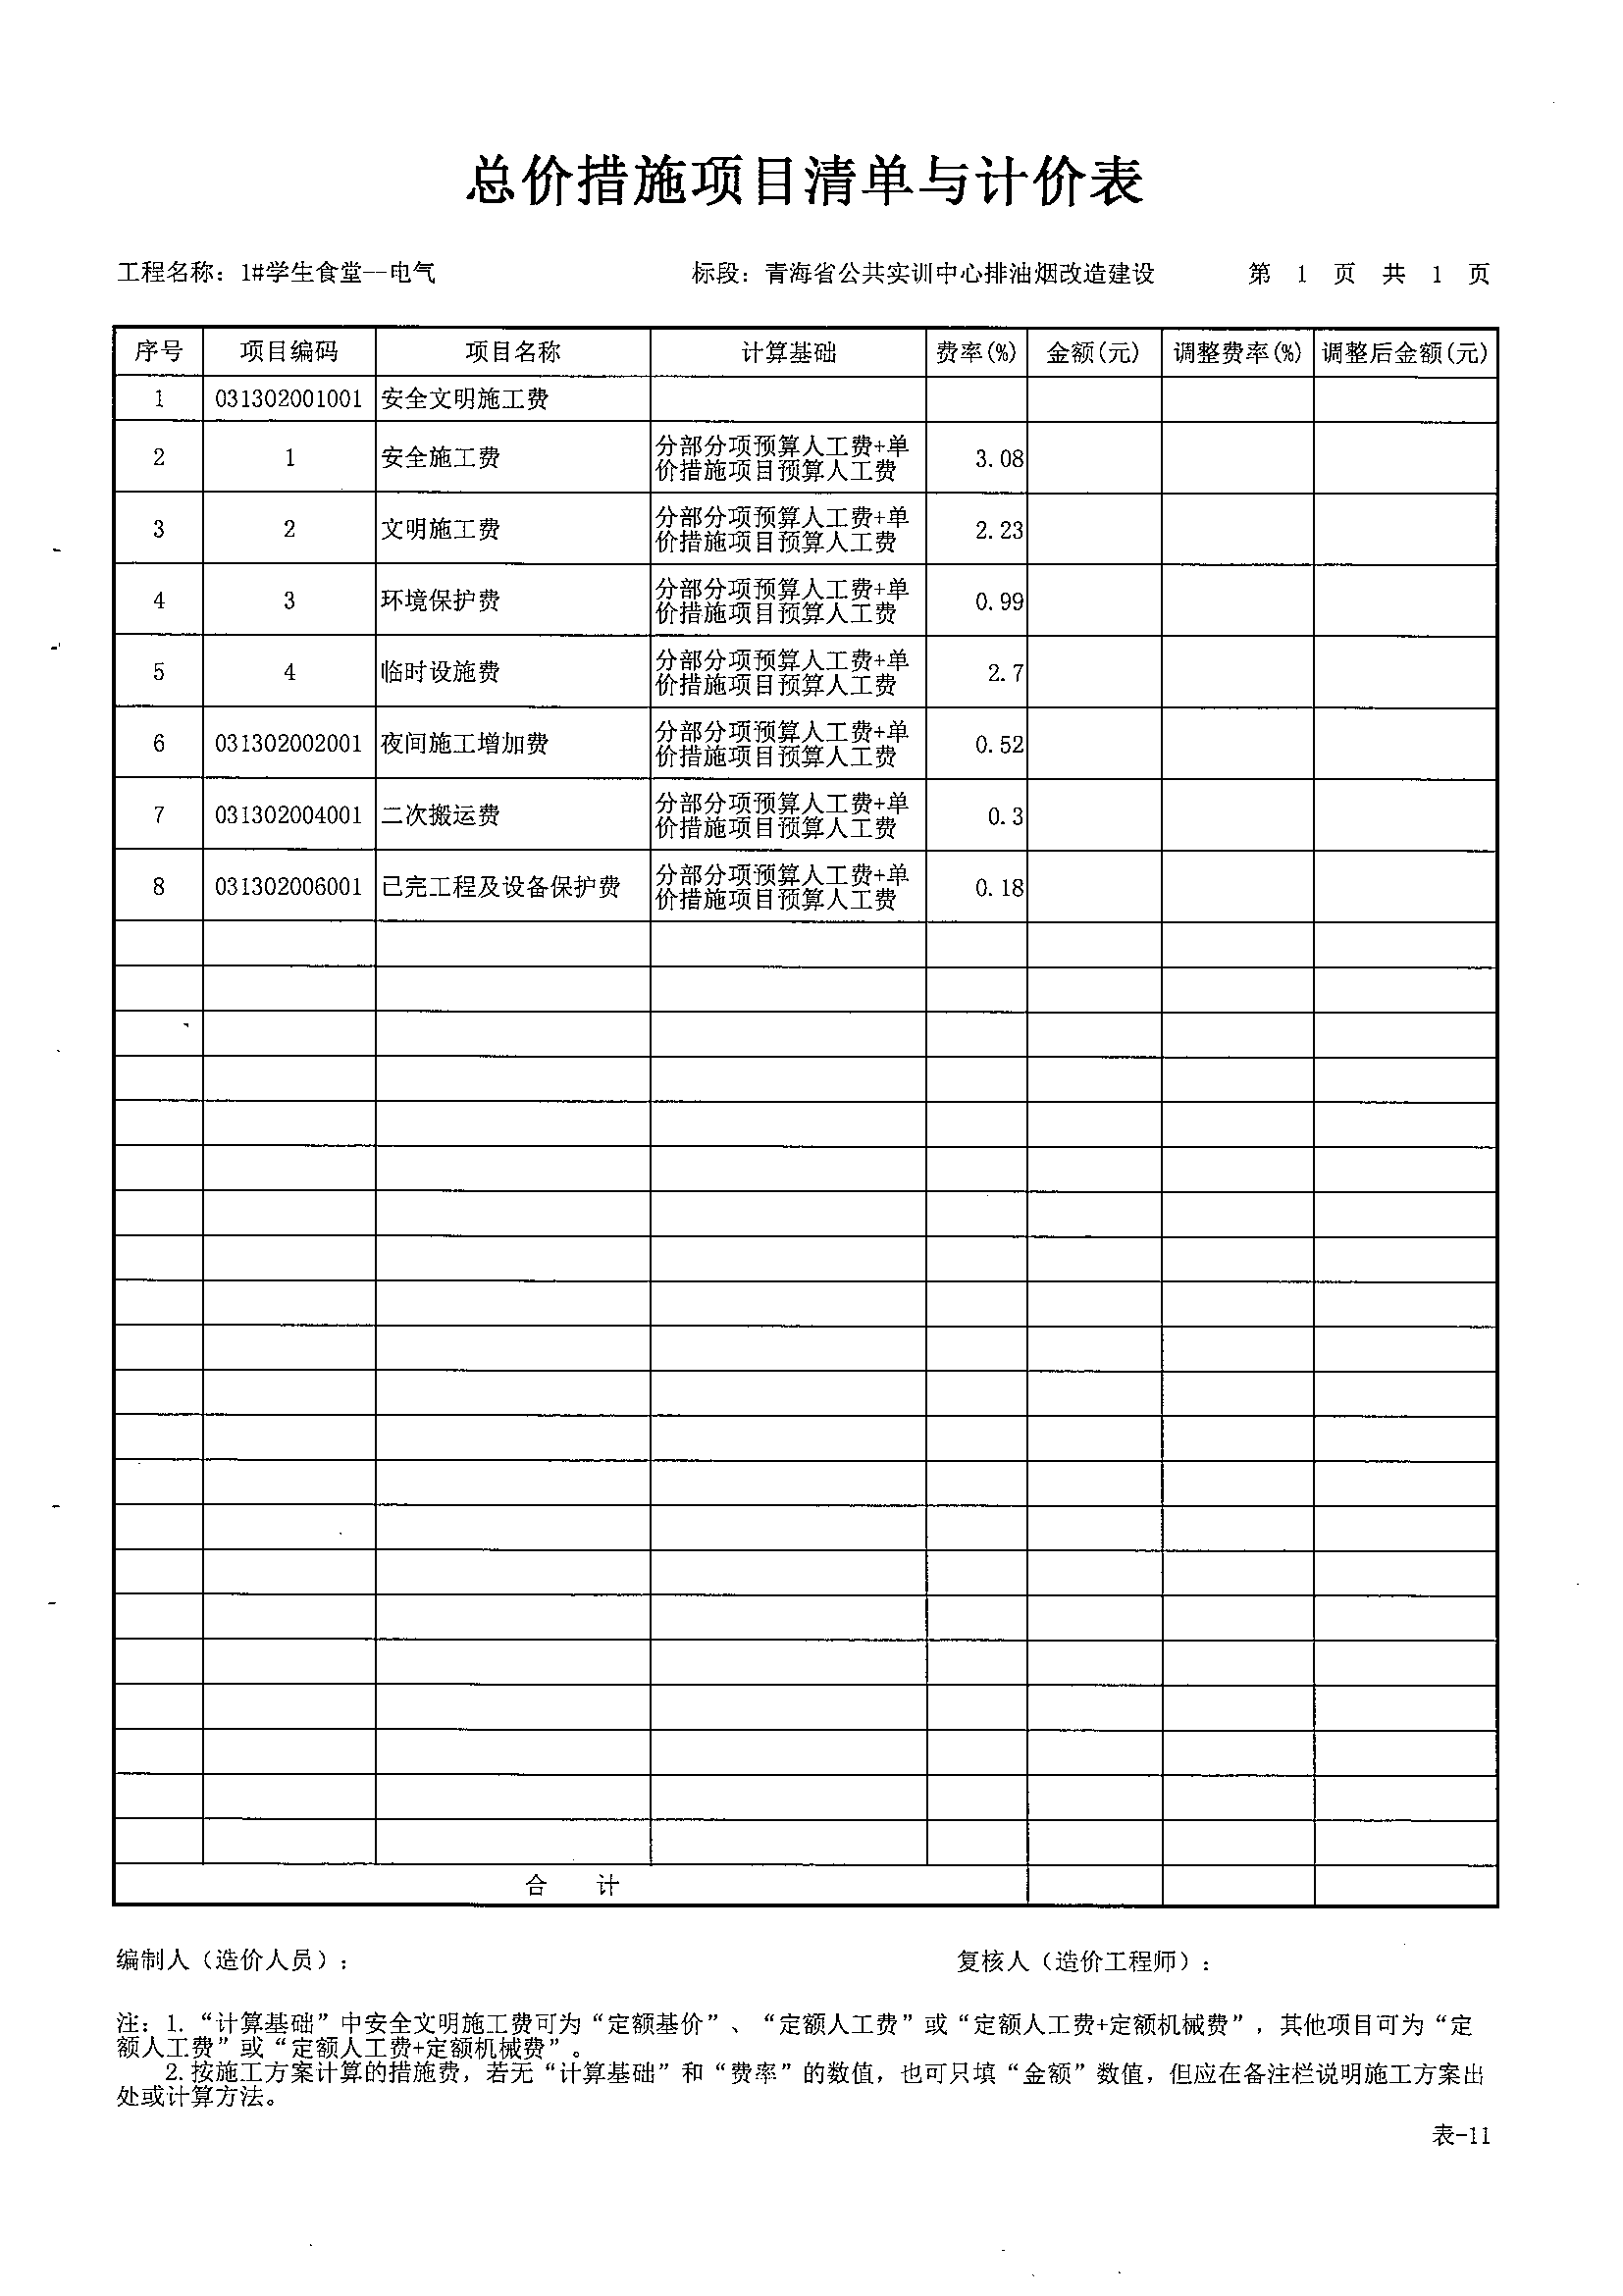 总价措施项目清单与计价表
工程名称：1#学生食堂--电气 标段：青海省公共实训中心排油烟改造建设 第 1 页 共 1 页
序号 项目编码 项目名称 计算基础 费率(%) 金额(元) 调整费率(%) 调整后金额(元)
1 031302001001 安全文明施工费
2 1 安全施工费 分部分项预算人工费+单
价措施项目预算人工费 3.08
3 2 文明施工费 分部分项预算人工费+单
价措施项目预算人工费 2.23
4 3 环境保护费 分部分项预算人工费+单
价措施项目预算人工费 0.99
5 4 临时设施费 分部分项预算人工费+单
价措施项目预算人工费 2.7
6 031302002001 夜间施工增加费 分部分项预算人工费+单
价措施项目预算人工费 0.52
7 031302004001 二次搬运费 分部分项预算人工费+单
价措施项目预算人工费 0.3
8 031302006001 已完工程及设备保护费 分部分项预算人工费+单
价措施项目预算人工费 0.18
合 计
编制人（造价人员）： 复核人（造价工程师）：
注：1.“计算基础”中安全文明施工费可为“定额基价”、“定额人工费”或“定额人工费+定额机械费”，其他项目可为“定
额人工费”或“定额人工费+定额机械费”。
2.按施工方案计算的措施费，若无“计算基础”和“费率”的数值，也可只填“金额”数值，但应在备注栏说明施工方案出
处或计算方法。
表-11